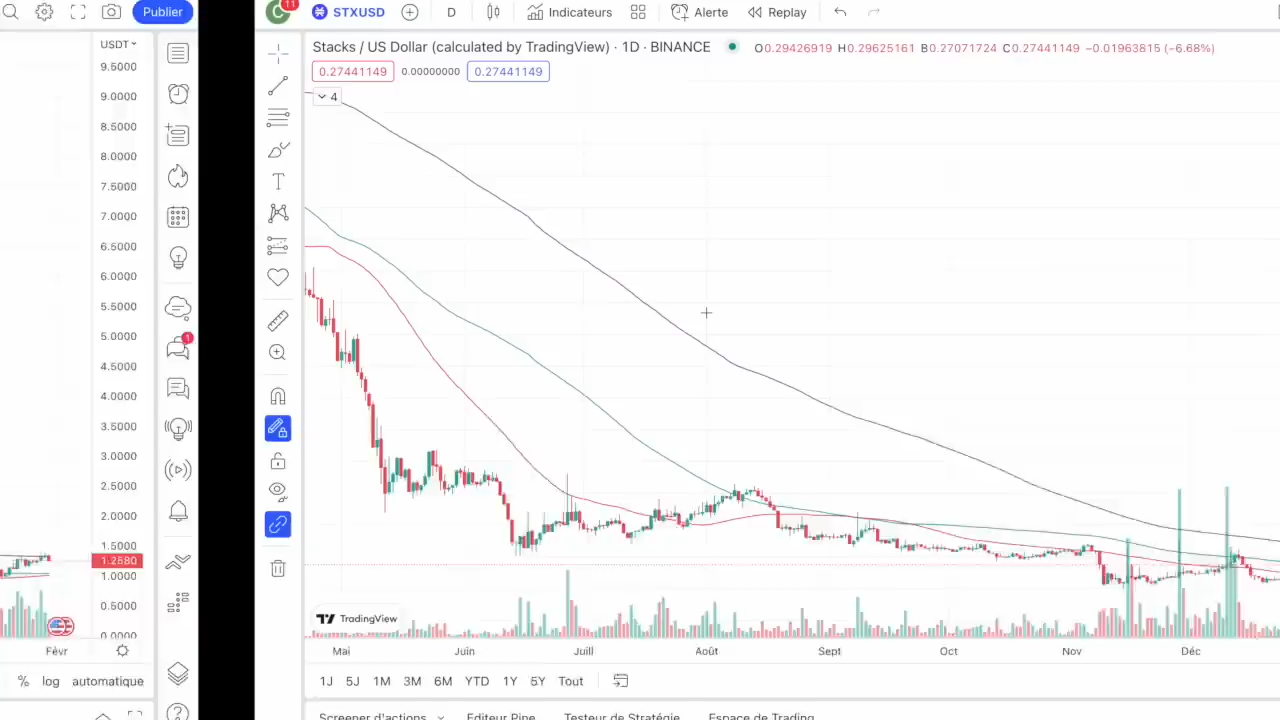 Publier
USDT
9.5000
9.0000
8.5000
8.0000
7.5000
7.0000
6.5000
6.0000
5.5000
5.0000
4.5000
4.0000
3.5000
3.0000
2.5000
2.0000
1.5000
1.2680
1.0000
0.5000
0.0000
1
Févr
% log automatique
C 11 STXUSD D Indicateurs Alerte Replay
Stacks / US Dollar (calculated by TradingView) · 1D · BINANCE O0.29426919 H0.29625161 B0.27071724 C0.27441149 −0.01963815 (−6.68%)
0.27441149 0.00000000 0.27441149
4
T
TradingView
Mai Juin Juill Août Sept Oct Nov Déc
1J 5J 1M 3M 6M YTD 1Y 5Y Tout
Screener d'actions Editeur Pine Testeur de Stratégie Espace de Trading